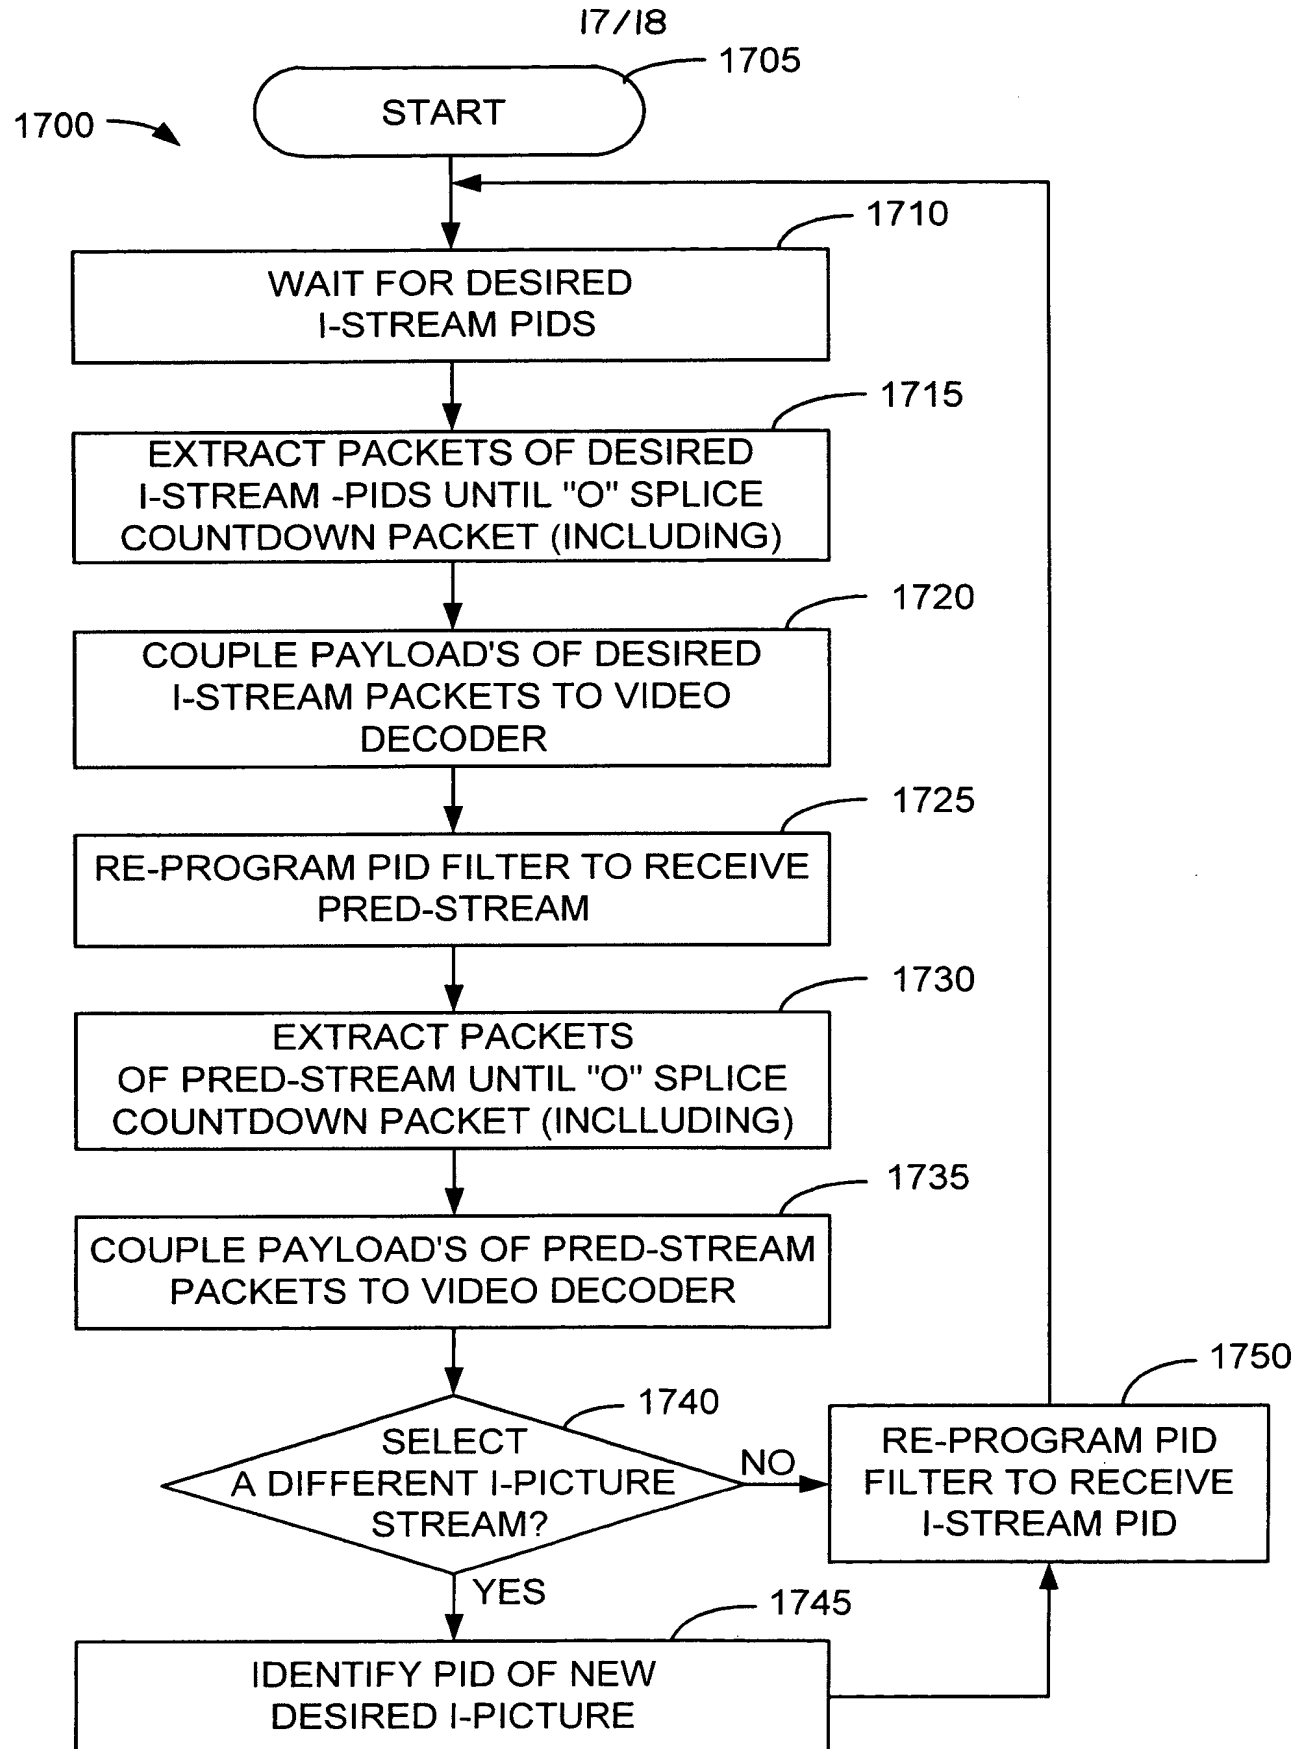 17/18
1705
START
1700
1710
WAIT FOR DESIRED
I-STREAM PIDS
1715
EXTRACT PACKETS OF DESIRED
I-STREAM -PIDS UNTIL "O" SPLICE
COUNTDOWN PACKET (INCLUDING)
1720
COUPLE PAYLOAD'S OF DESIRED
I-STREAM PACKETS TO VIDEO
DECODER
1725
RE-PROGRAM PID FILTER TO RECEIVE
PRED-STREAM
1730
EXTRACT PACKETS
OF PRED-STREAM UNTIL "O" SPLICE
COUNTDOWN PACKET (INCLLUDING)
1735
COUPLE PAYLOAD'S OF PRED-STREAM
PACKETS TO VIDEO DECODER
1740
SELECT
A DIFFERENT I-PICTURE
STREAM?
NO
1750
RE-PROGRAM PID
FILTER TO RECEIVE
I-STREAM PID
YES
1745
IDENTIFY PID OF NEW
DESIRED I-PICTURE